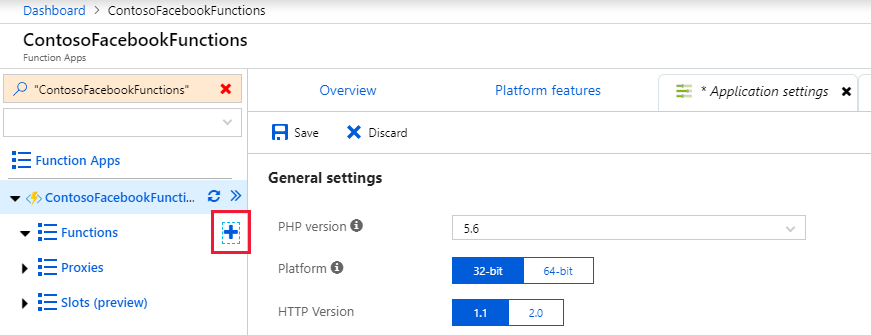 Dashboard > ContosoFacebookFunctions
ContosoFacebookFunctions
Function Apps
"ContosoFacebookFunctions"
Overview
Platform features
* Application settings
Save
Discard
Function Apps
ContosoFacebookFuncti...
Functions
Proxies
Slots (preview)
General settings
PHP version
5.6
Platform
32-bit
64-bit
HTTP Version
1.1
2.0